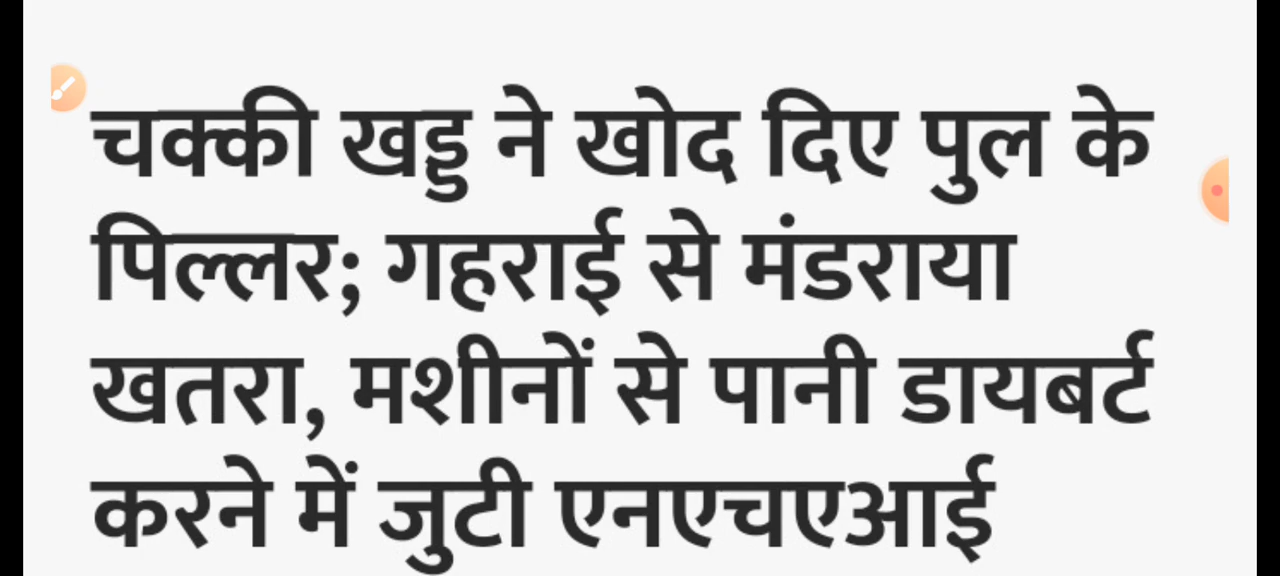 चक्की खड्ड ने खोद दिए पुल के
पिल्लर; गहराई से मंडराया
खतरा, मशीनों से पानी डायबर्ट
करने में जुटी एनएचएआई